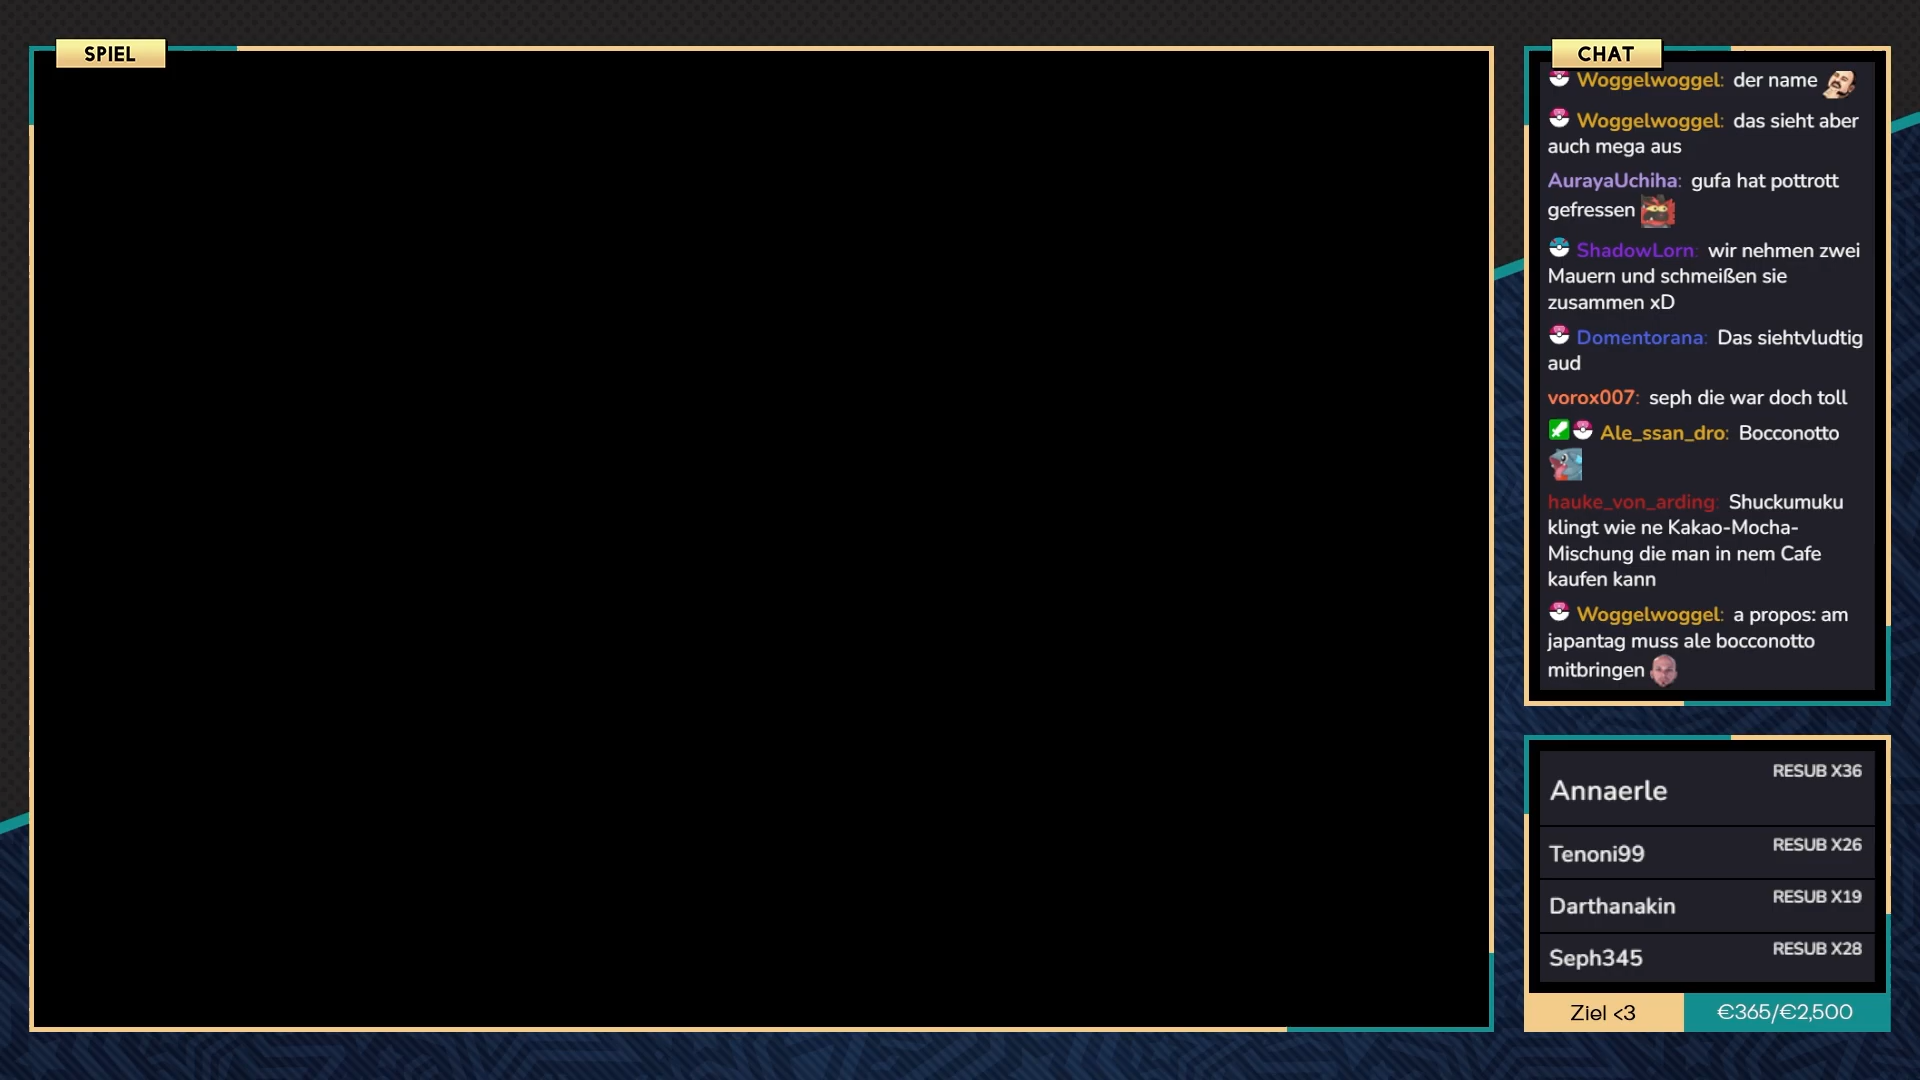 SPIEL
CHAT
Woggelwoggel: der name
Woggelwoggel: das sieht aber
auch mega aus
AurayaUchiha: gufa hat pottrott
gefressen
ShadowLorn: wir nehmen zwei
Mauern und schmeißen sie
zusammen xD
Domentorana: Das siehtvludtig
aud
vorox007: seph die war doch toll
Ale_ssan_dro: Bocconotto
hauke_von_arding: Shuckumuku
klingt wie ne Kakao-Mocha-
Mischung die man in nem Cafe
kaufen kann
Woggelwoggel: a propos: am
japantag muss ale bocconotto
mitbringen
Annaerle RESUB X36
Tenoni99 RESUB X26
Darthanakin RESUB X19
Seph345 RESUB X28
Ziel <3 €365/€2,500